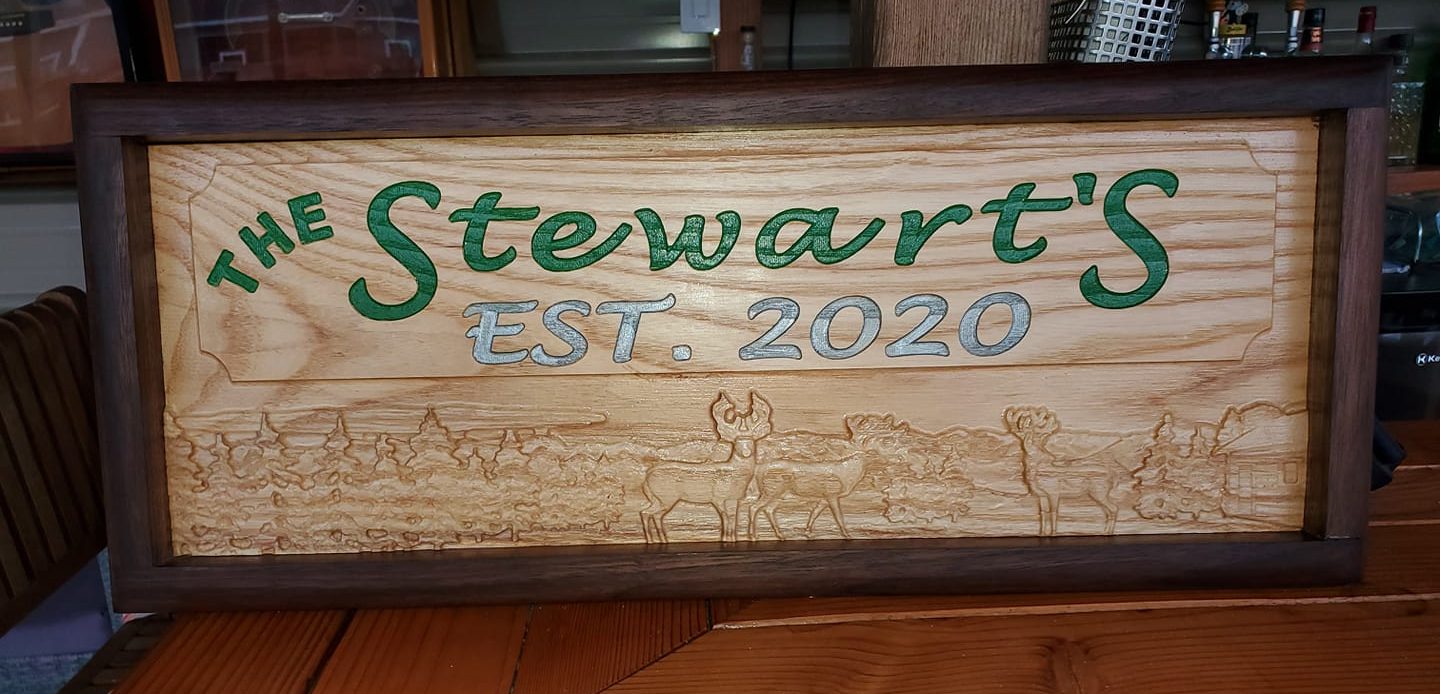 THE Stewart'S
EST. 2020